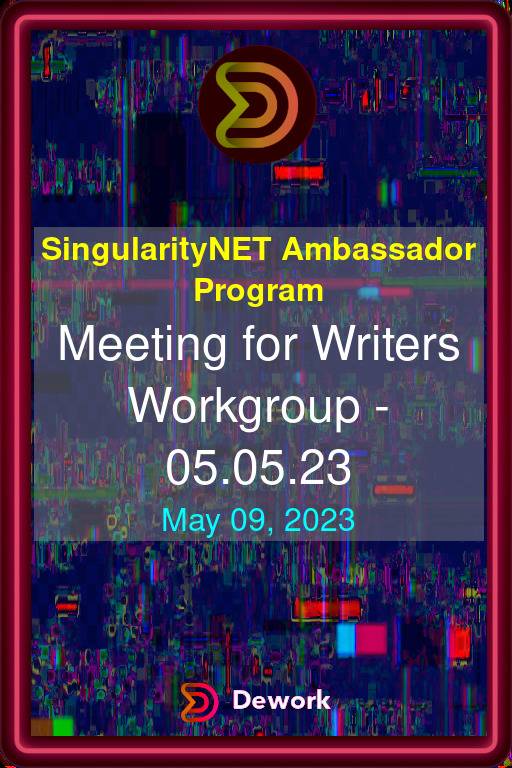 SingularityNET Ambassador
Program
Meeting for Writers
Workgroup -
05.05.23
May 09, 2023
Dework